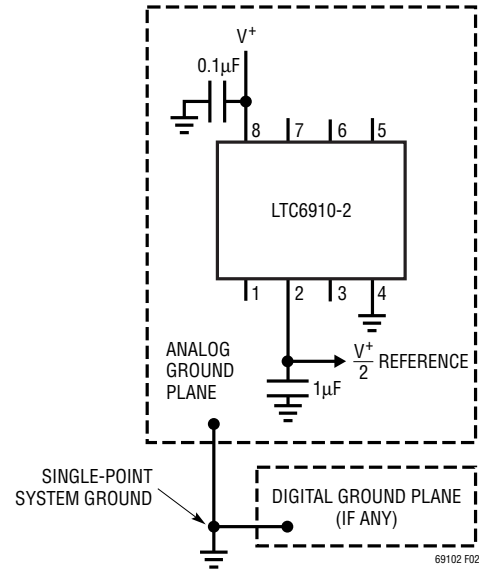 V+
0.1µF
8 7 6 5
LTC6910-2
1 2 3 4
V+
2
REFERENCE
1µF
ANALOG
GROUND
PLANE
SINGLE-POINT
SYSTEM GROUND
DIGITAL GROUND PLANE
(IF ANY)
69102 F02